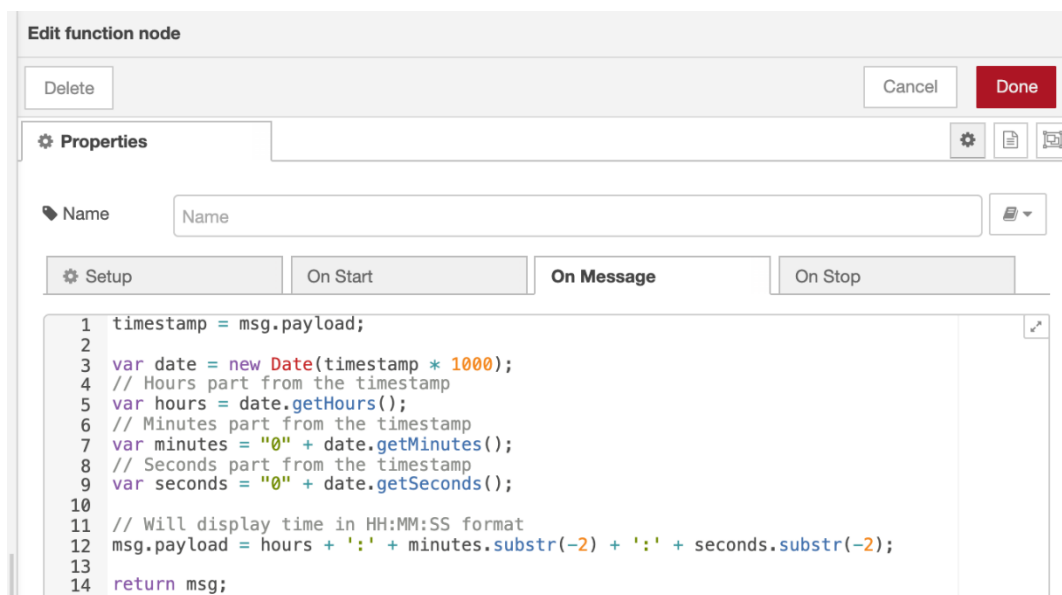 Edit function node
Delete
Cancel
Done
Properties
Name
Name
Setup
On Start
On Message
On Stop
1 timestamp = msg.payload;
2
3 var date = new Date(timestamp * 1000);
4 // Hours part from the timestamp
5 var hours = date.getHours();
6 // Minutes part from the timestamp
7 var minutes = "0" + date.getMinutes();
8 // Seconds part from the timestamp
9 var seconds = "0" + date.getSeconds();
10
11 // Will display time in HH:MM:SS format
12 msg.payload = hours + ':' + minutes.substr(-2) + ':' + seconds.substr(-2);
13
14 return msg;